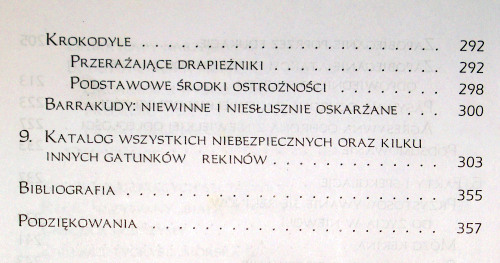 Krokodyle . . . . . . . . . . . . . . . . . . . . . . . . . . . . 292
Przerażające drapieżniki . . . . . . . . . . . . . . . . . 292
Podstawowe środki ostrożności . . . . . . . . . . . . 298
Barrakudy: niewinne i niesłusznie oskarżane . . . . 300
9. Katalog wszystkich niebezpiecznych oraz kilku
innych gatunków rekinów . . . . . . . . . . . . . . . . 303
Bibliografia . . . . . . . . . . . . . . . . . . . . . . . . . . . . 355
Podziękowania . . . . . . . . . . . . . . . . . . . . . . . . . . 357